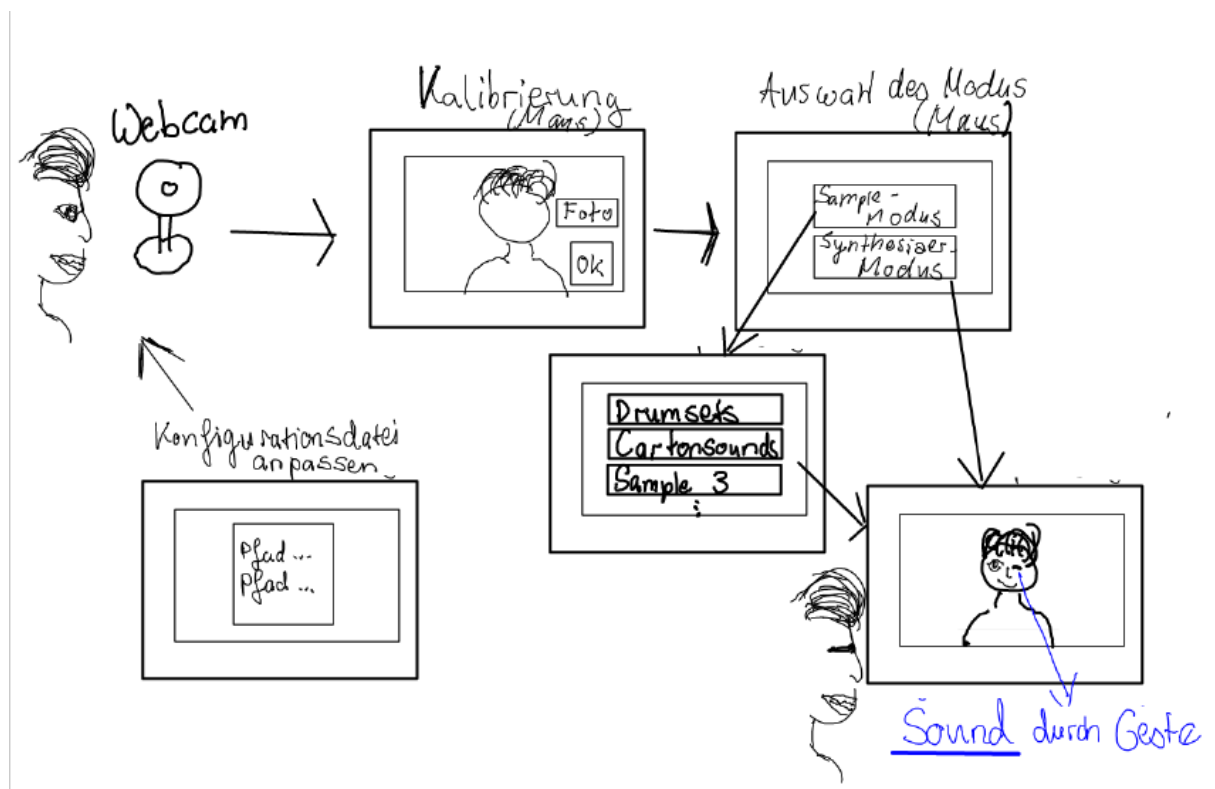 Webcam
Kalibrierung
(Maus)
Foto
Ok
Auswahl des Modus
(Maus)
Sample-
Modus
Synthesizer-
Modus
Konfigurationsdatei
anpassen
Pfad ...
Pfad ...
Drumsets
Cartonsounds
Sample 3
⋮
Sound durch Geste